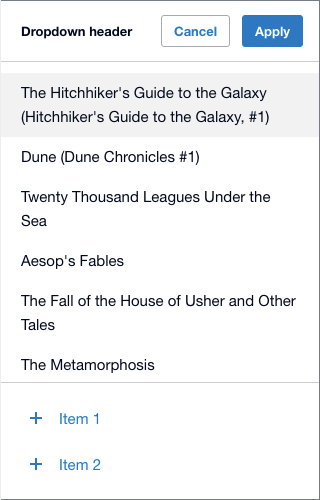 Dropdown header
Cancel
Apply
The Hitchhiker's Guide to the Galaxy
(Hitchhiker's Guide to the Galaxy, #1)
Dune (Dune Chronicles #1)
Twenty Thousand Leagues Under the
Sea
Aesop's Fables
The Fall of the House of Usher and Other
Tales
The Metamorphosis
Item 1
Item 2